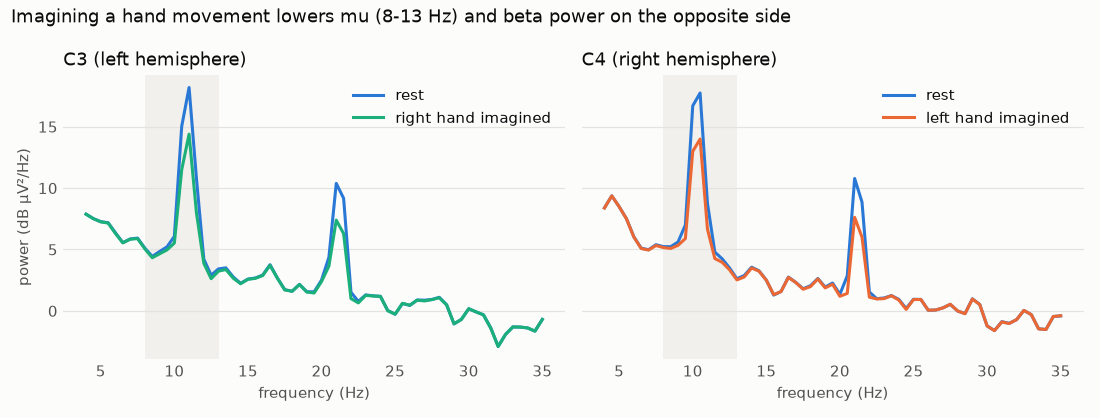 Imagining a hand movement lowers mu (8-13 Hz) and beta power on the opposite side
C3 (left hemisphere)
rest
right hand imagined
power (dB µV²/Hz)
15
10
5
0
5 10 15 20 25 30 35
frequency (Hz)
C4 (right hemisphere)
rest
left hand imagined
5 10 15 20 25 30 35
frequency (Hz)